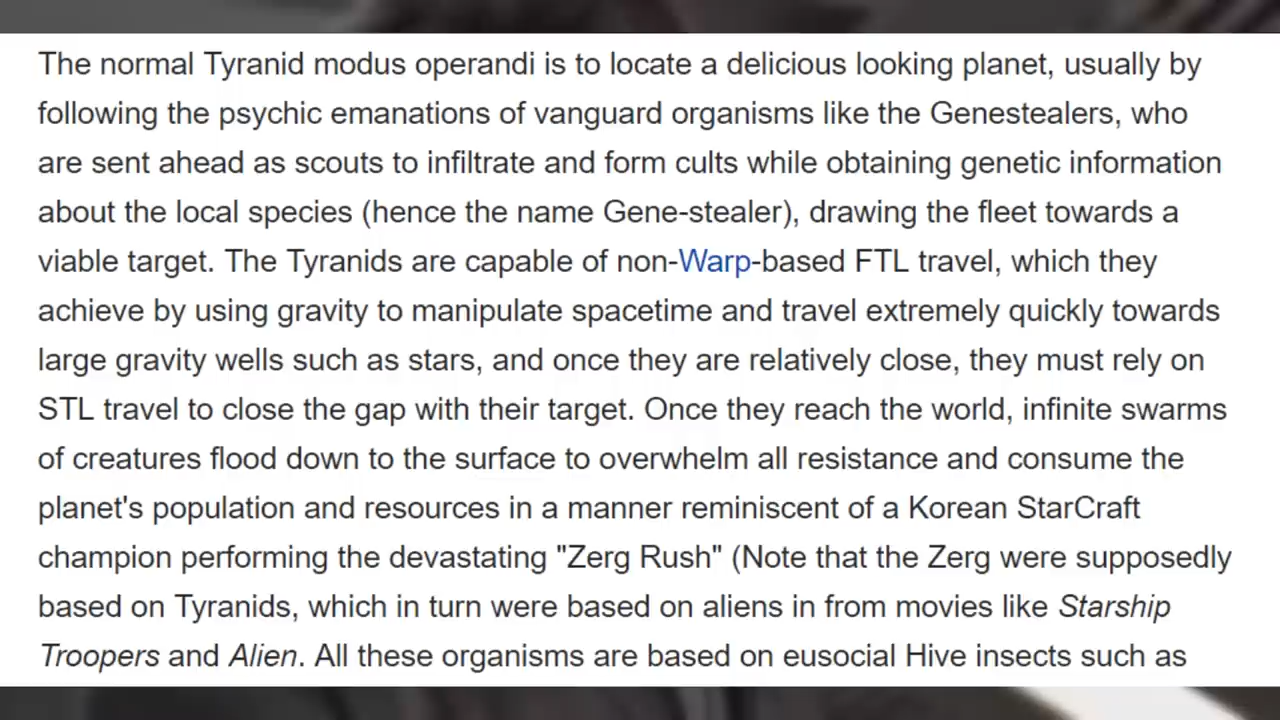 The normal Tyranid modus operandi is to locate a delicious looking planet, usually by
following the psychic emanations of vanguard organisms like the Genestealers, who
are sent ahead as scouts to infiltrate and form cults while obtaining genetic information
about the local species (hence the name Gene-stealer), drawing the fleet towards a
viable target. The Tyranids are capable of non-Warp-based FTL travel, which they
achieve by using gravity to manipulate spacetime and travel extremely quickly towards
large gravity wells such as stars, and once they are relatively close, they must rely on
STL travel to close the gap with their target. Once they reach the world, infinite swarms
of creatures flood down to the surface to overwhelm all resistance and consume the
planet's population and resources in a manner reminiscent of a Korean StarCraft
champion performing the devastating "Zerg Rush" (Note that the Zerg were supposedly
based on Tyranids, which in turn were based on aliens in from movies like Starship
Troopers and Alien. All these organisms are based on eusocial Hive insects such as